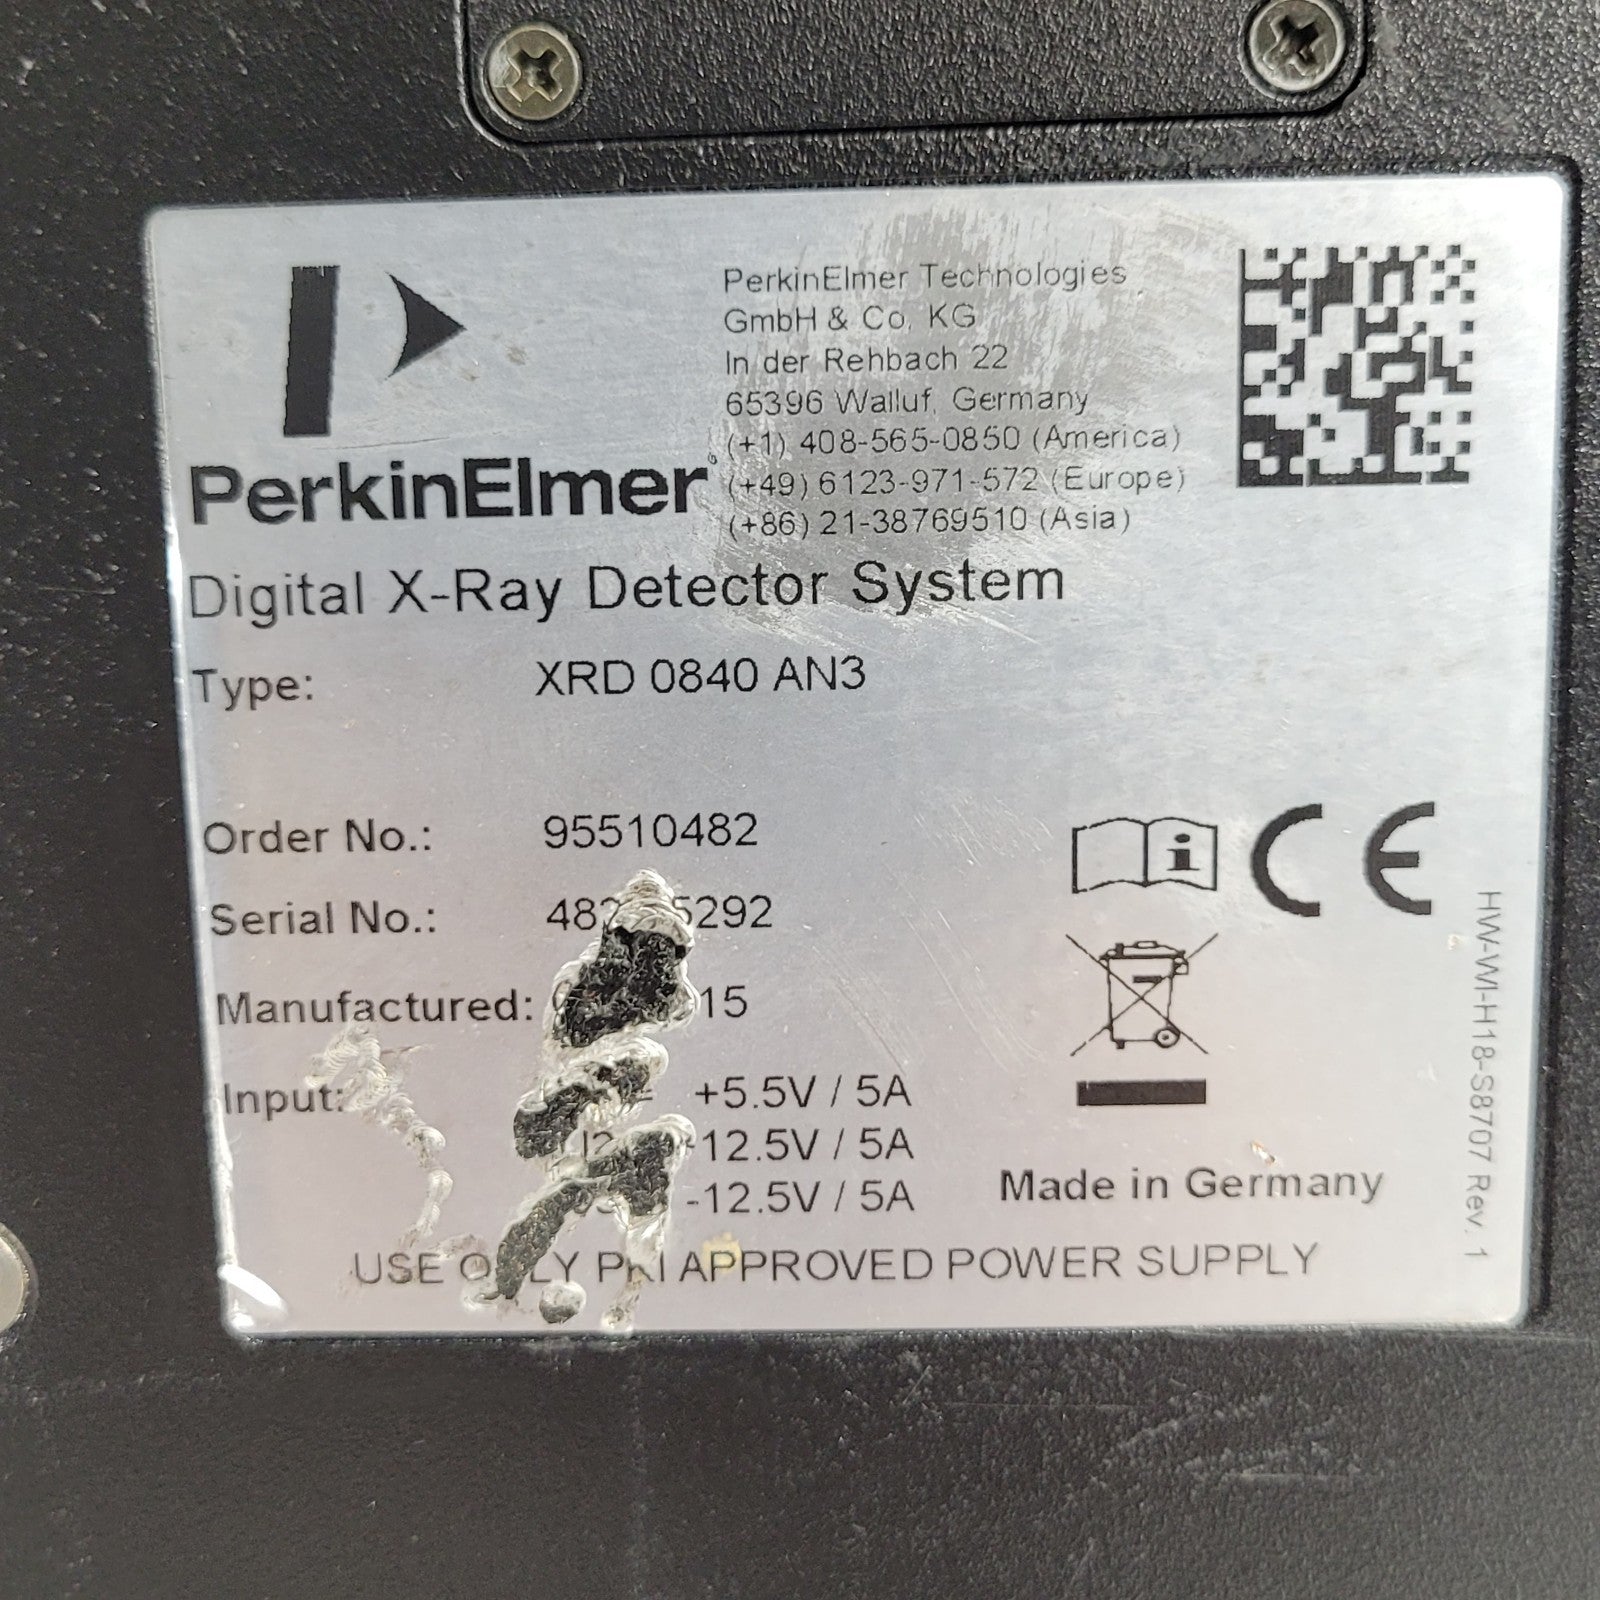 PerkinElmer Technologies
GmbH & Co. KG
In der Rehbach 22
65396 Walluf, Germany
(+1) 408-565-0850 (America)
(+49) 6123-971-572 (Europe)
(+86) 21-38769510 (Asia)
PerkinElmer
Digital X-Ray Detector System
Type: XRD 0840 AN3
Order No.: 95510482
Serial No.:
Manufactured:
Input: +5.5V / 5A
-12.5V / 5A
USE PKI APPROVED POWER SUPPLY
CE
Made in Germany
HW-WI-H18-S8707 Rev. 1